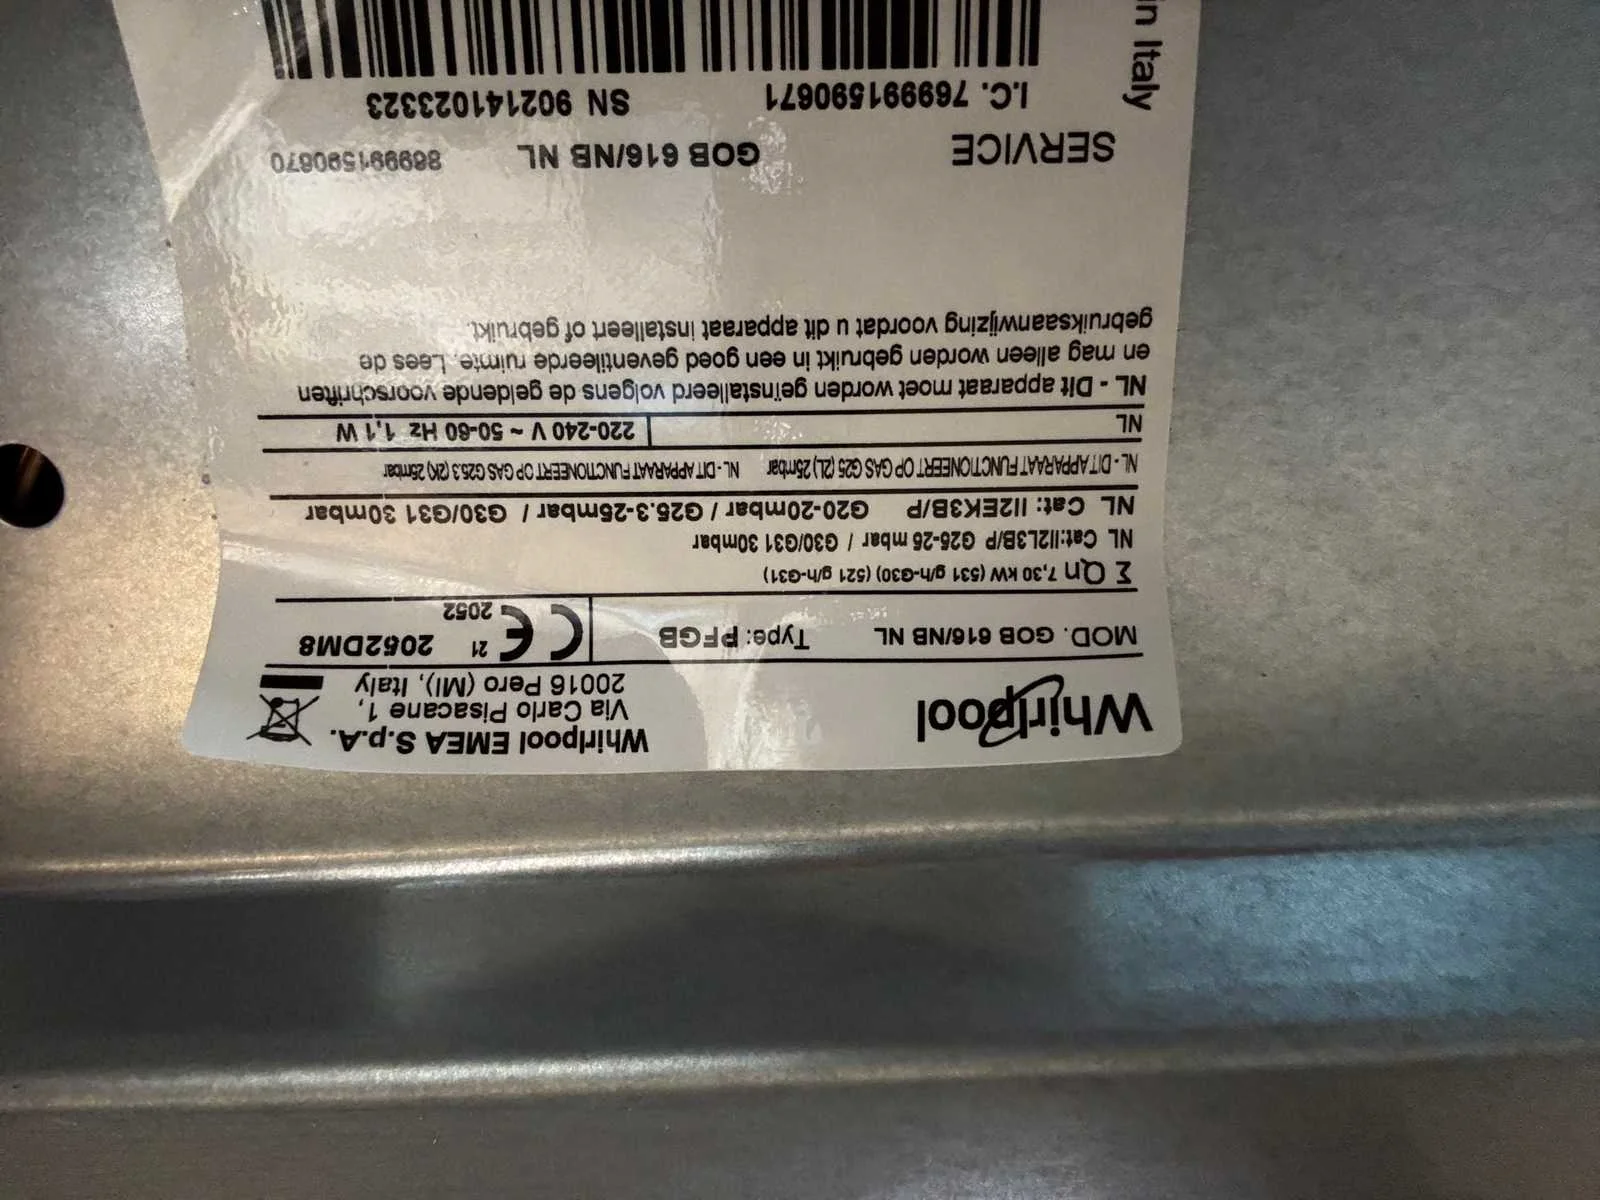 Whirlpool
Whirlpool EMEA S.p.A.
Via Carlo Pisacane 1,
20016 Pero (MI), Italy
MOD. GOB 616/NB NL Type: PFGB
21 2052DM8
2052
Σ Qn 7,30 kW (531 g/h-G30) (521 g/h-G31)
NL Cat:II2L3B/P G25-25 mbar / G30/G31 30mbar
NL Cat: II2EK3B/P G20-20mbar / G25.3-25mbar / G30/G31 30mbar
NL - DIT APPARAAT FUNCTIONEERT OP GAS G25 (2L) 25mbar NL - DIT APPARAAT FUNCTIONEERT OP GAS G25.3 (2K) 25mbar
NL 220-240 V ~ 50-60 Hz 1,1 W
NL - Dit apparaat moet worden geïnstalleerd volgens de geldende voorschriften
en mag alleen worden gebruikt in een goed geventileerde ruimte. Lees de
gebruiksaanwijzing voordat u dit apparaat installeert of gebruikt.
SERVICE GOB 616/NB NL 869991590670
I.C. 769991590671 SN 902141023323
in Italy